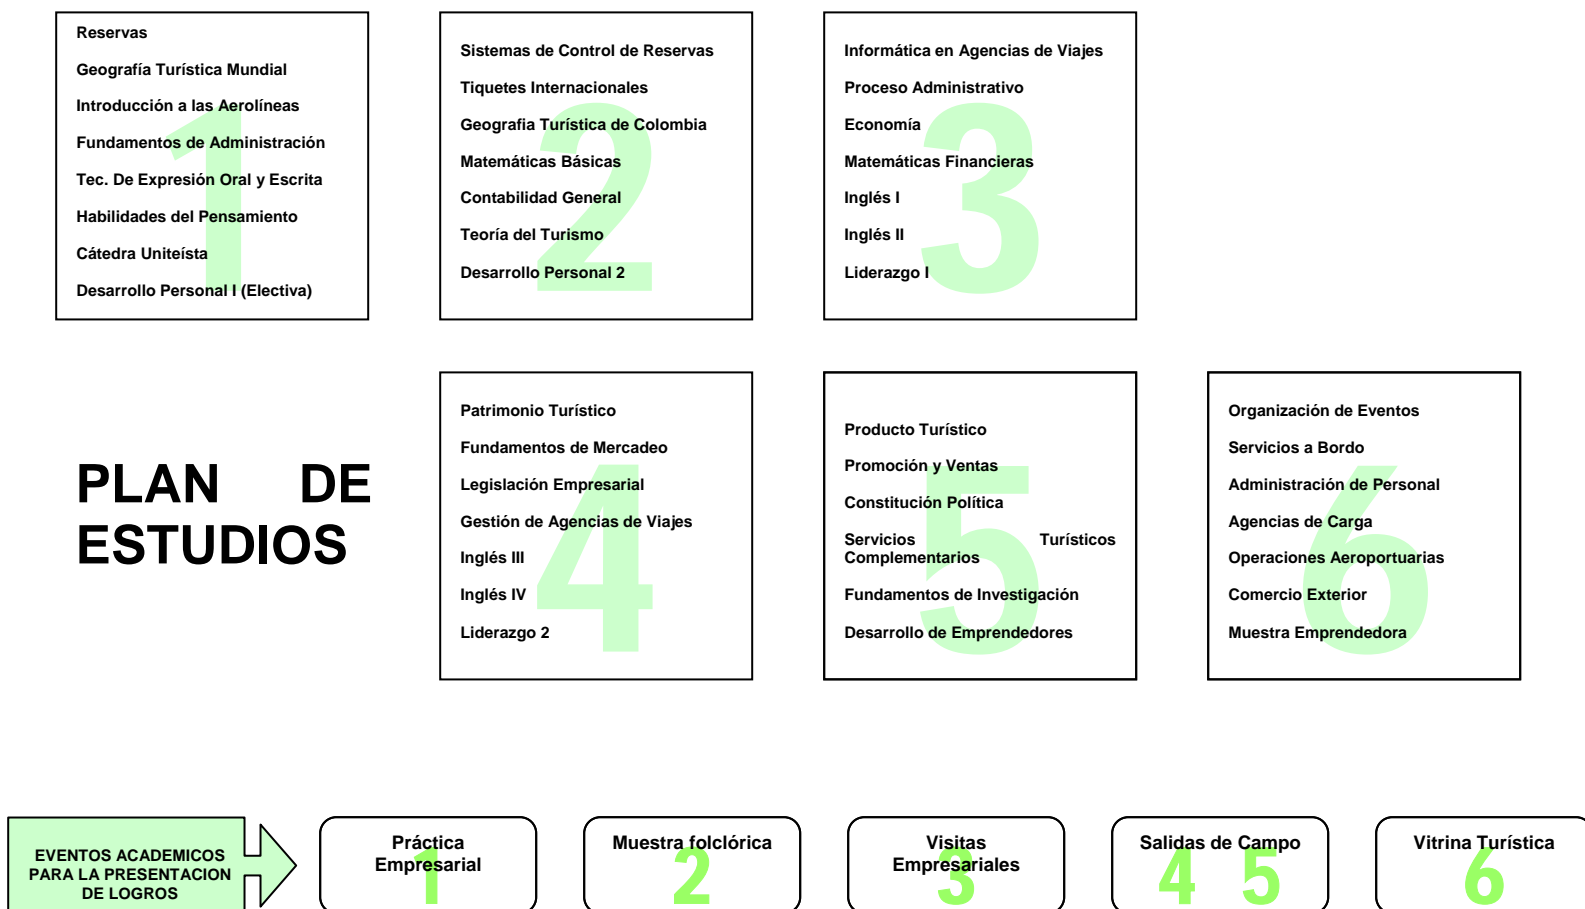 Reservas
Geografía Turística Mundial
Introducción a las Aerolíneas
Fundamentos de Administración
Tec. De Expresión Oral y Escrita
Habilidades del Pensamiento
Cátedra Uniteísta
Desarrollo Personal I (Electiva)
1
Sistemas de Control de Reservas
Tiquetes Internacionales
Geografia Turística de Colombia
Matemáticas Básicas
Contabilidad General
Teoría del Turismo
Desarrollo Personal 2
2
Informática en Agencias de Viajes
Proceso Administrativo
Economía
Matemáticas Financieras
Inglés I
Inglés II
Liderazgo I
3
PLAN DE
ESTUDIOS
Patrimonio Turístico
Fundamentos de Mercadeo
Legislación Empresarial
Gestión de Agencias de Viajes
Inglés III
Inglés IV
Liderazgo 2
4
Producto Turístico
Promoción y Ventas
Constitución Política
Servicios Turísticos
Complementarios
Fundamentos de Investigación
Desarrollo de Emprendedores
5
Organización de Eventos
Servicios a Bordo
Administración de Personal
Agencias de Carga
Operaciones Aeroportuarias
Comercio Exterior
Muestra Emprendedora
6
EVENTOS ACADEMICOS
PARA LA PRESENTACION
DE LOGROS
Práctica
Empresarial
1
Muestra folclórica
2
Visitas
Empresariales
3
Salidas de Campo
4 5
Vitrina Turística
6